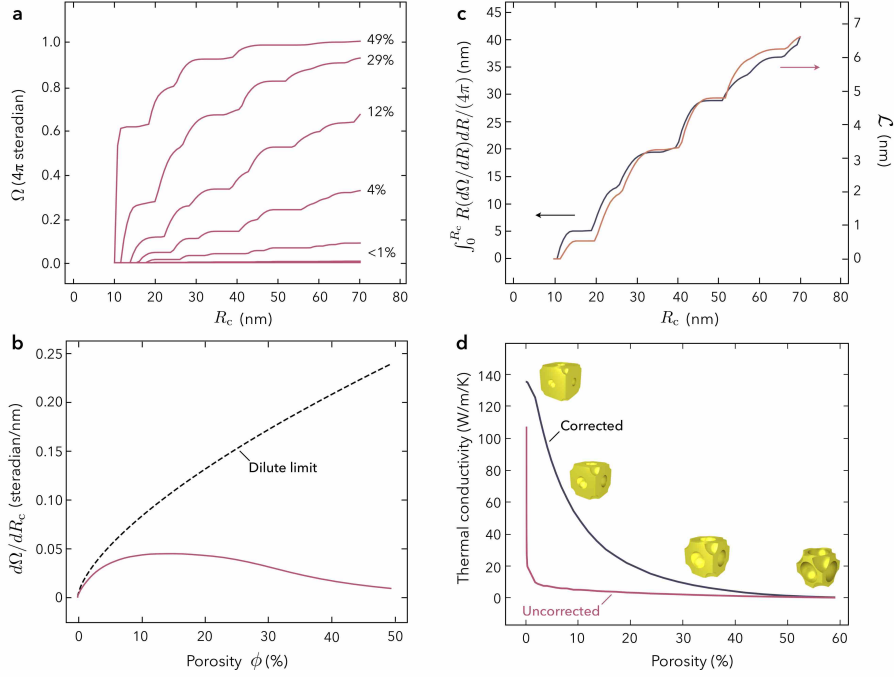 a
Ω (4π steradian)
1.0
0.8
0.6
0.4
0.2
0.0
49%
29%
12%
4%
<1%
0 10 20 30 40 50 60 70 80
R_c (nm)
c
∫_0^{R_c} R(dΩ/dR)dR/(4π) (nm)
45
40
35
30
25
20
15
10
5
0
7
6
5
4
3
2
1
0
ℒ (nm)
0 10 20 30 40 50 60 70 80
R_c (nm)
b
dΩ/dR_c (steradian/nm)
0.25
0.20
0.15
0.10
0.05
0
Dilute limit
0 10 20 30 40 50
Porosity ϕ (%)
d
Thermal conductivity (W/m/K)
140
120
100
80
60
40
20
0
Corrected
Uncorrected
0 10 20 30 40 50 60
Porosity (%)